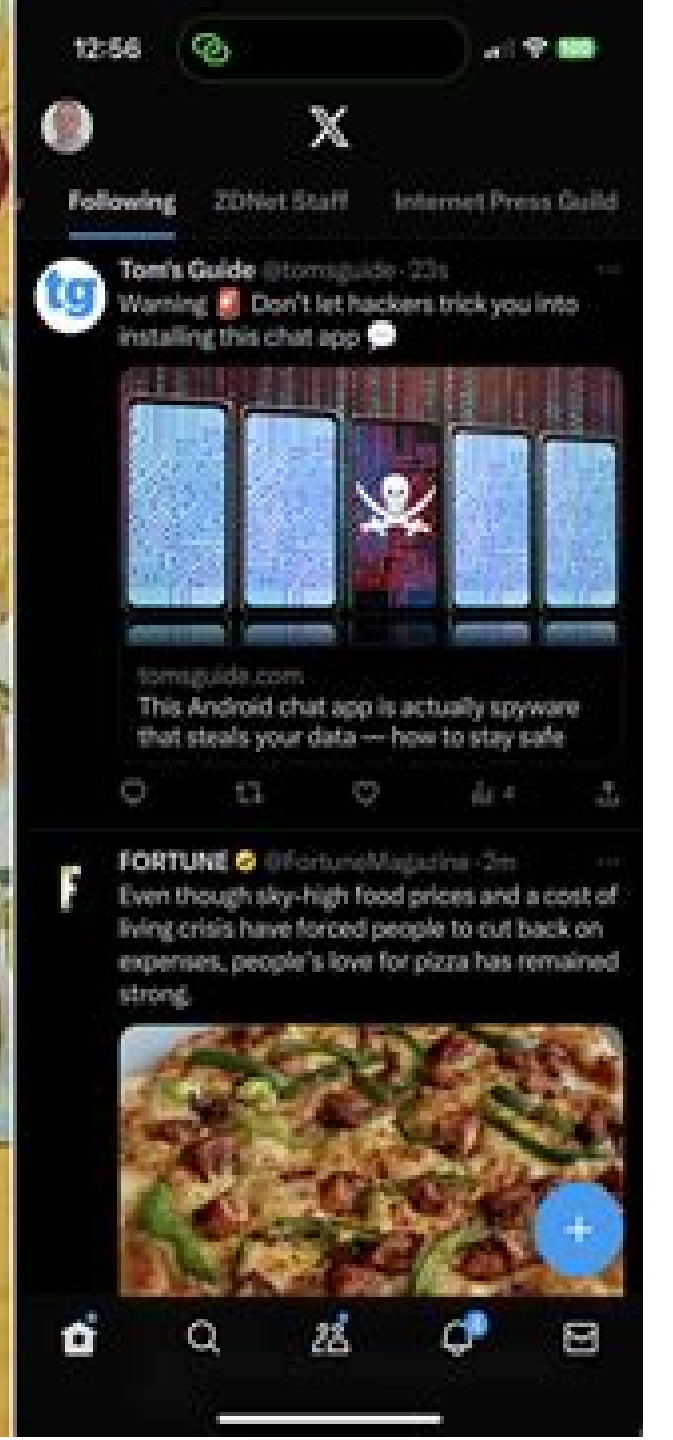 12:56
100
X
Following ZDNet Staff Internet Press Guild
tg
Tom's Guide @tomsguide · 23s
Warning 🚨 Don't let hackers trick you into
installing this chat app 💬
tomsguide.com
This Android chat app is actually spyware
that steals your data — how to stay safe
4
F
FORTUNE @FortuneMagazine · 2m
Even though sky-high food prices and a cost of
living crisis have forced people to cut back on
expenses, people's love for pizza has remained
strong.